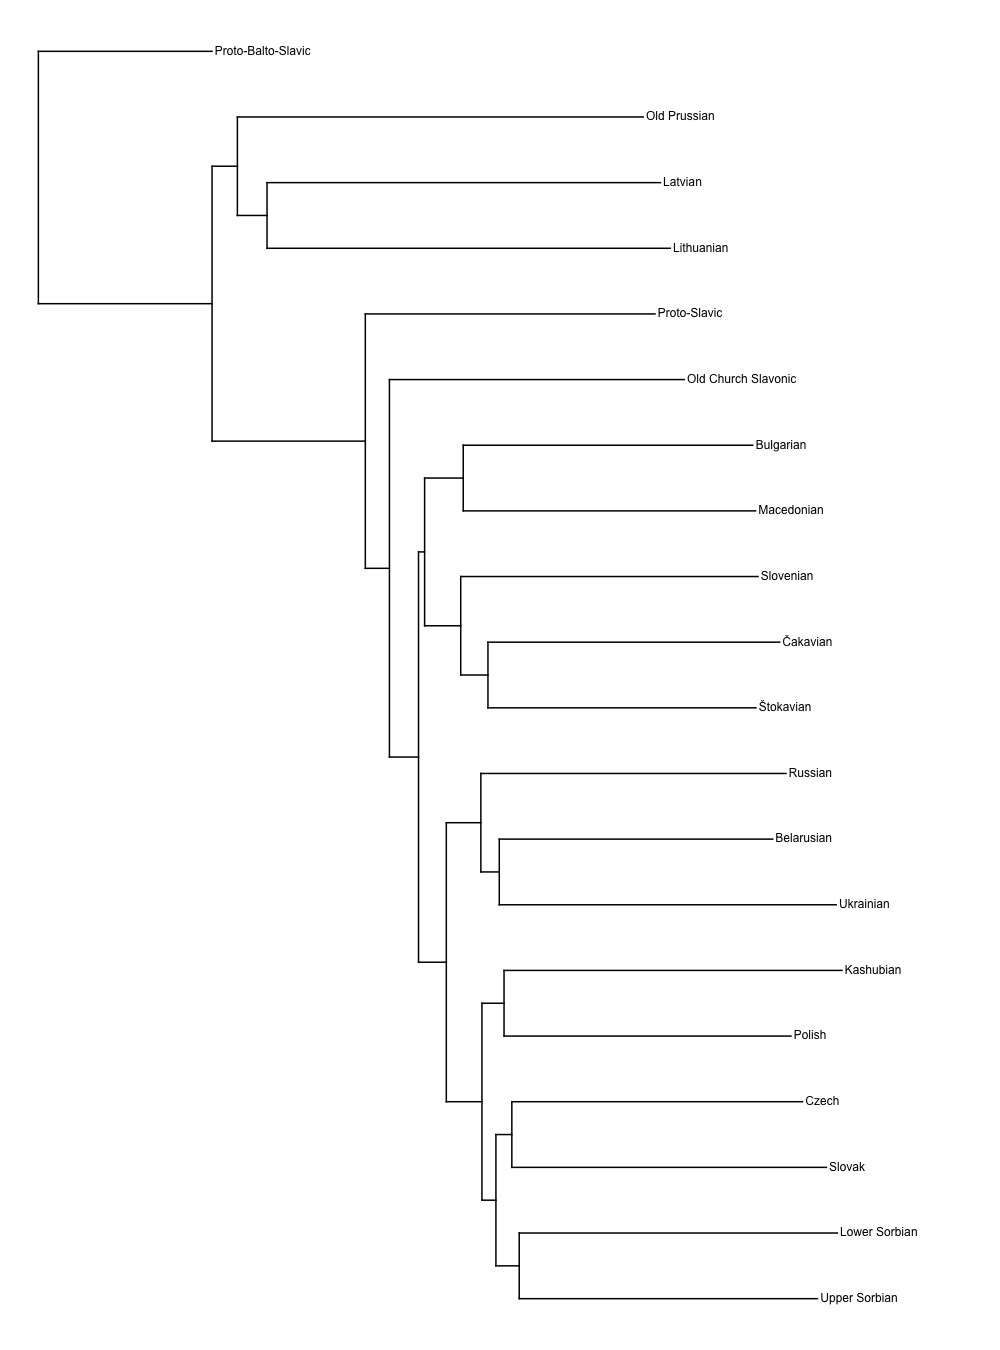 Proto-Balto-Slavic
Old Prussian
Latvian
Lithuanian
Proto-Slavic
Old Church Slavonic
Bulgarian
Macedonian
Slovenian
Čakavian
Štokavian
Russian
Belarusian
Ukrainian
Kashubian
Polish
Czech
Slovak
Lower Sorbian
Upper Sorbian